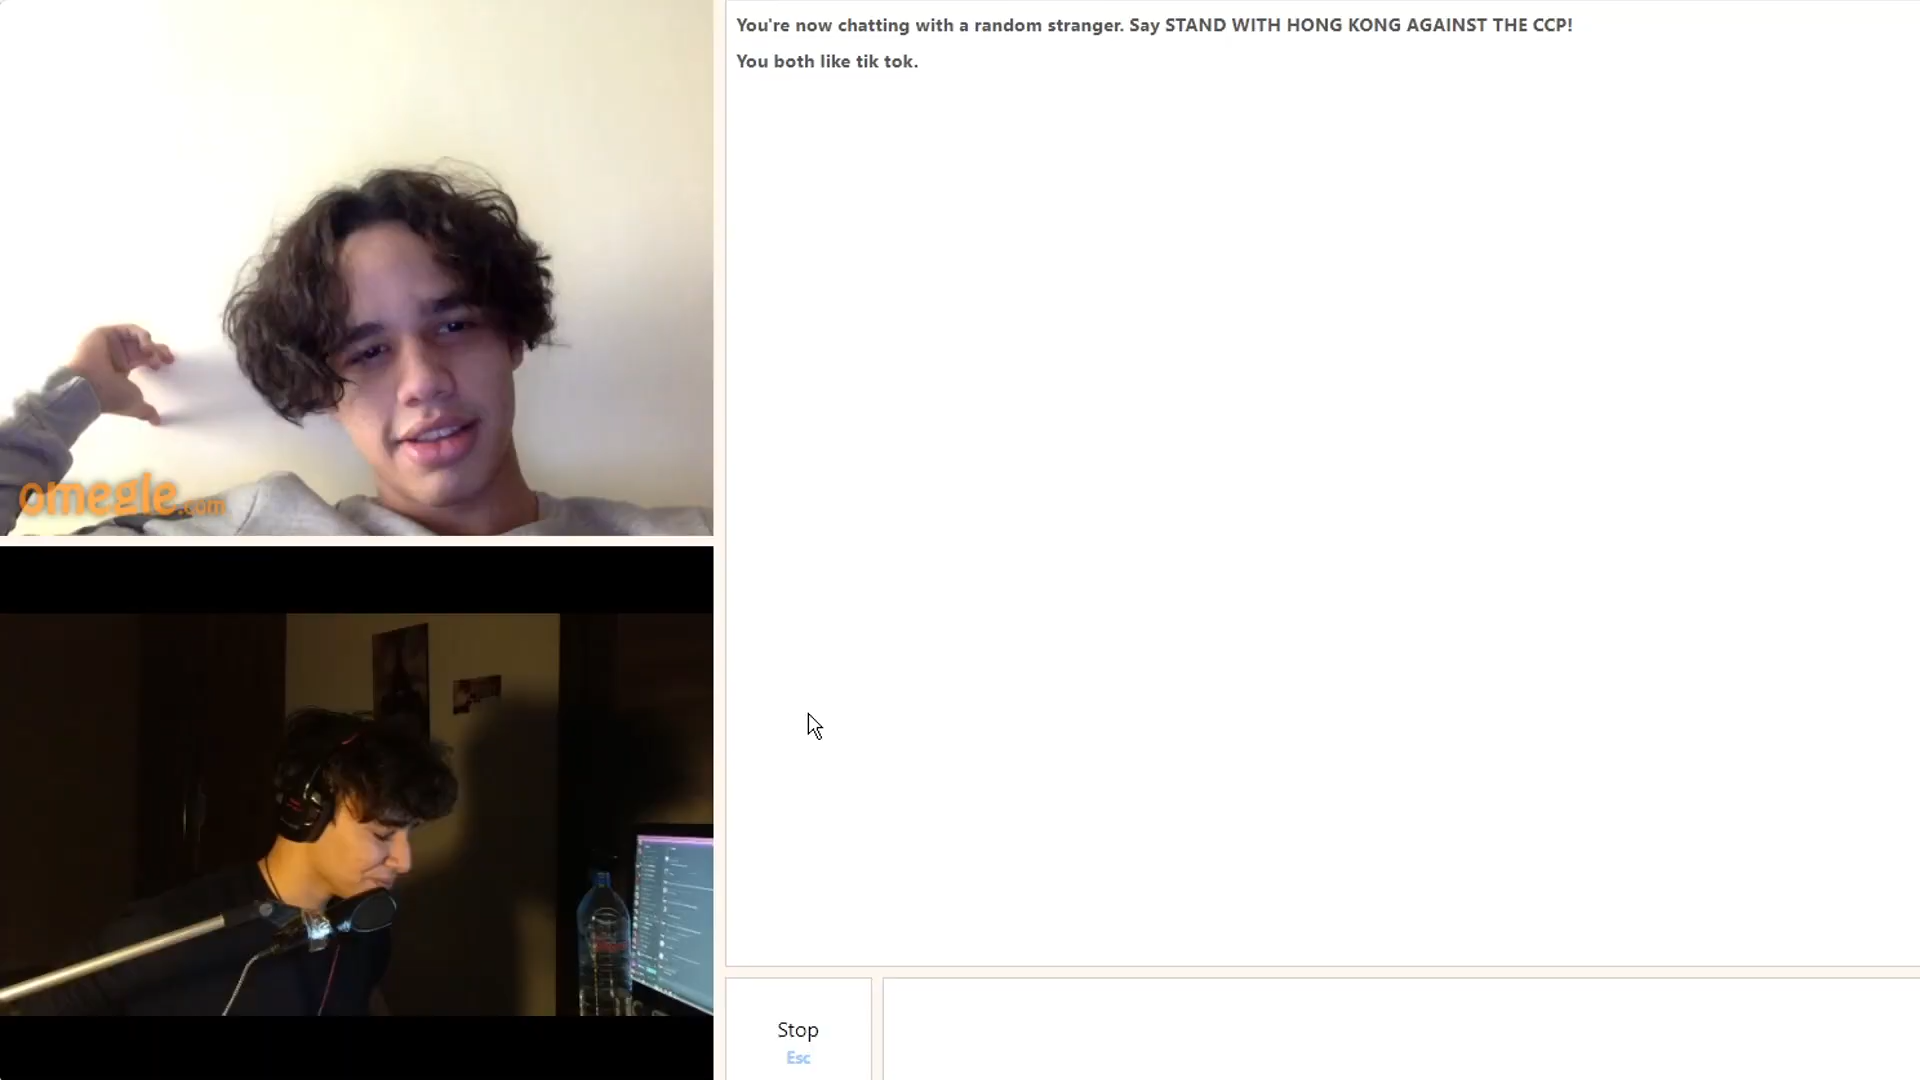 You're now chatting with a random stranger. Say STAND WITH HONG KONG AGAINST THE CCP!
You both like tik tok.
omegle.com
Stop
Esc